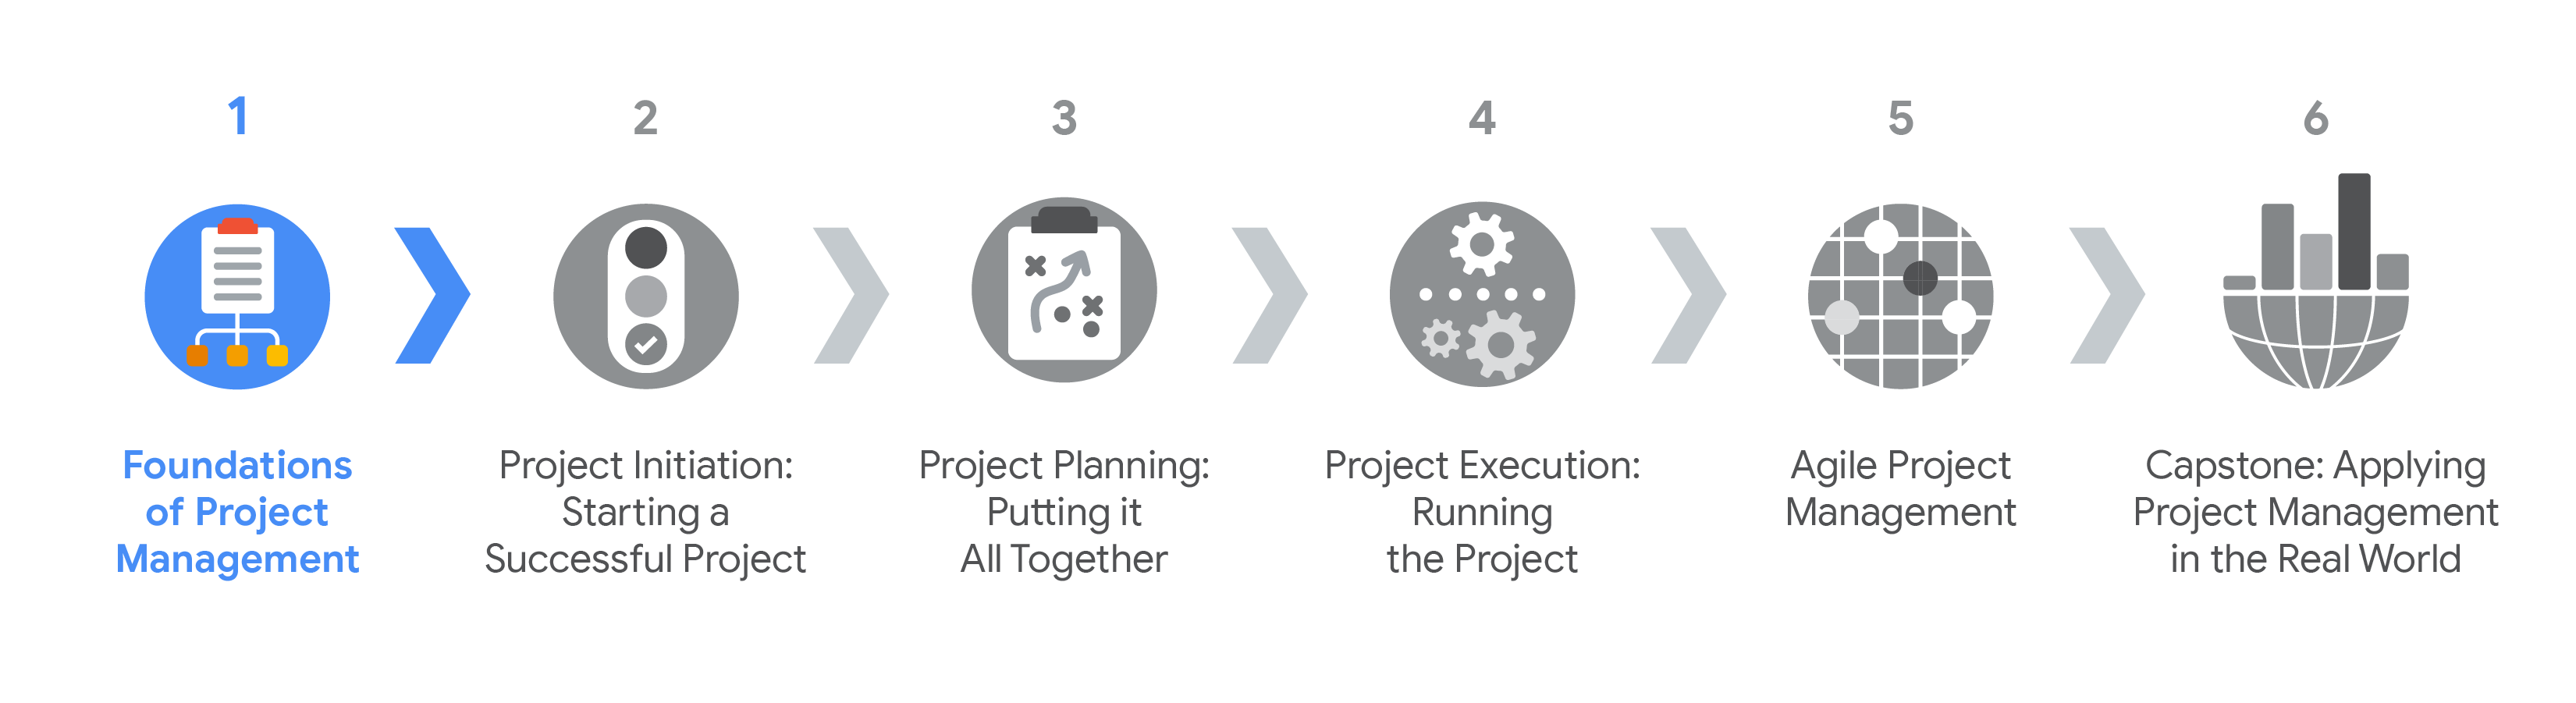 1
Foundations
of Project
Management
2
Project Initiation:
Starting a
Successful Project
3
Project Planning:
Putting it
All Together
4
Project Execution:
Running
the Project
5
Agile Project
Management
6
Capstone: Applying
Project Management
in the Real World